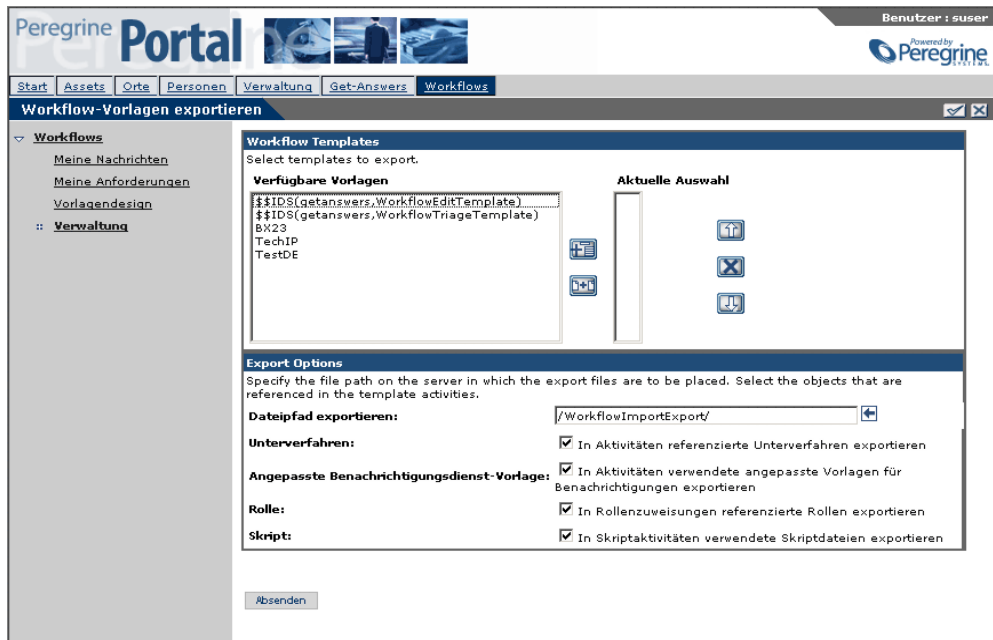 Benutzer : suser
Peregrine Portal
Powered by
Peregrine
SYSTEMS
Start Assets Orte Personen Verwaltung Get-Answers Workflows
Workflow-Vorlagen exportieren
Workflows
Meine Nachrichten
Meine Anforderungen
Vorlagendesign
Verwaltung
Workflow Templates
Select templates to export.
Verfügbare Vorlagen
Aktuelle Auswahl
$$IDS(getanswers,WorkflowEditTemplate)
$$IDS(getanswers,WorkflowTriageTemplate)
BX23
TechIP
TestDE
Export Options
Specify the file path on the server in which the export files are to be placed. Select the objects that are
referenced in the template activities.
Dateipfad exportieren: /WorkflowImportExport/
Unterverfahren: In Aktivitäten referenzierte Unterverfahren exportieren
Angepasste Benachrichtigungsdienst-Vorlage: In Aktivitäten verwendete angepasste Vorlagen für
Benachrichtigungen exportieren
Rolle: In Rollenzuweisungen referenzierte Rollen exportieren
Skript: In Skriptaktivitäten verwendete Skriptdateien exportieren
Absenden